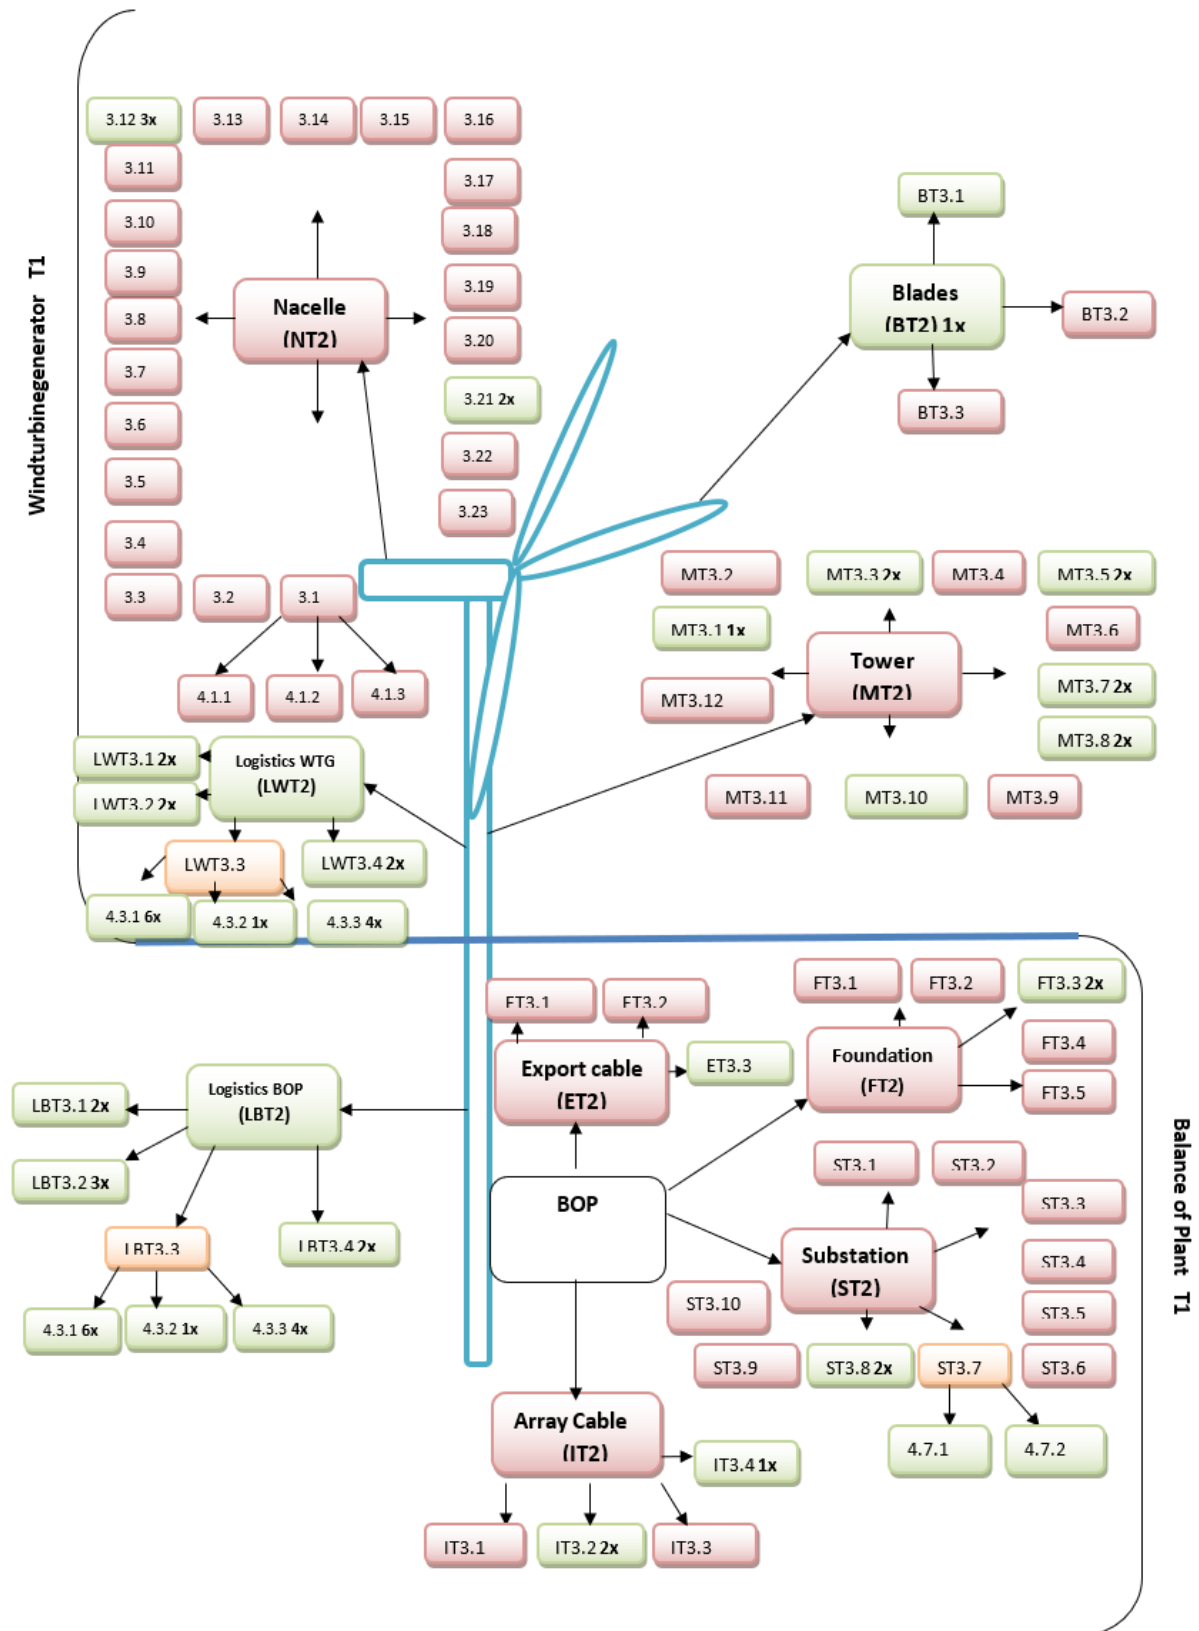 3.12 3x
3.13
3.14
3.15
3.16
3.11
3.17
3.10
3.18
3.9
3.19
3.8
3.20
3.7
3.21 2x
3.6
3.22
3.5
3.23
3.4
3.3
3.2
3.1
Nacelle
(NT2)
4.1.1
4.1.2
4.1.3
Windturbinegenerator T1
BT3.1
Blades
(BT2) 1x
BT3.2
BT3.3
MT3.2
MT3.3 2x
MT3.4
MT3.5 2x
MT3.1 1x
MT3.6
Tower
(MT2)
MT3.7 2x
MT3.12
MT3.8 2x
MT3.11
MT3.10
MT3.9
LWT3.1 2x
Logistics WTG
(LWT2)
LWT3.2 2x
LWT3.3
LWT3.4 2x
4.3.1 6x
4.3.2 1x
4.3.3 4x
ET3.1
ET3.2
Export cable
(ET2)
ET3.3
FT3.1
FT3.2
FT3.3 2x
Foundation
(FT2)
FT3.4
FT3.5
Logistics BOP
(LBT2)
LBT3.1 2x
LBT3.2 3x
LBT3.3
LBT3.4 2x
4.3.1 6x
4.3.2 1x
4.3.3 4x
BOP
ST3.1
ST3.2
ST3.3
Substation
(ST2)
ST3.4
ST3.10
ST3.5
ST3.9
ST3.8 2x
ST3.7
ST3.6
4.7.1
4.7.2
Array Cable
(IT2)
IT3.4 1x
IT3.1
IT3.2 2x
IT3.3
Balance of Plant T1